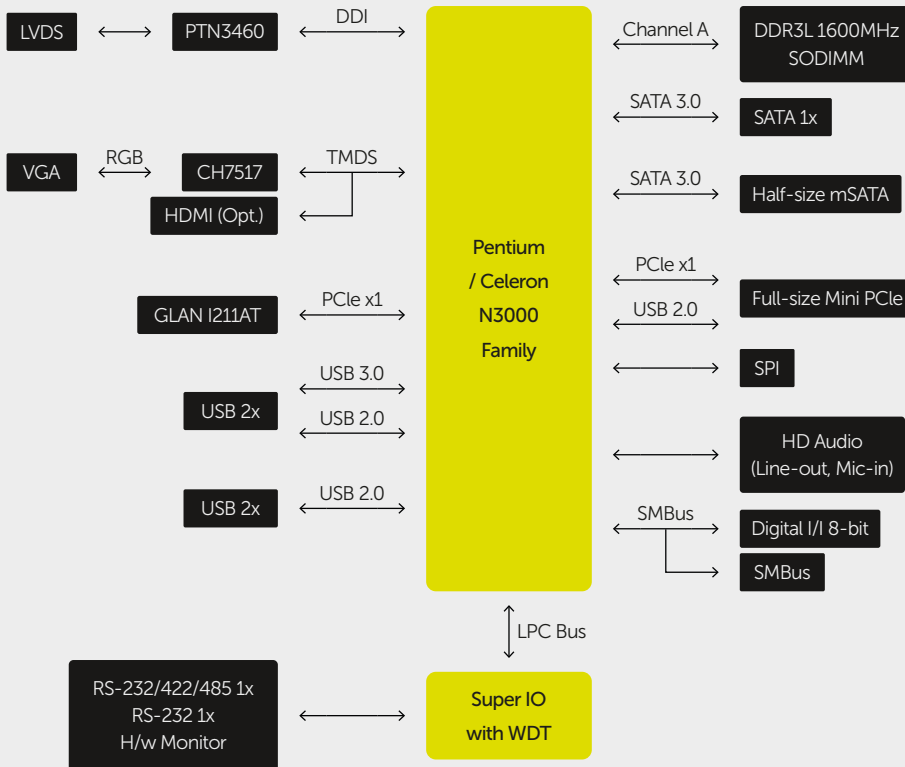 LVDS
PTN3460
DDI
VGA
RGB
CH7517
TMDS
HDMI (Opt.)
GLAN I211AT
PCIe x1
USB 2x
USB 3.0
USB 2.0
USB 2x
USB 2.0
Pentium
/ Celeron
N3000
Family
Channel A
DDR3L 1600MHz
SODIMM
SATA 3.0
SATA 1x
SATA 3.0
Half-size mSATA
PCIe x1
USB 2.0
Full-size Mini PCIe
SPI
HD Audio
(Line-out, Mic-in)
SMBus
Digital I/I 8-bit
SMBus
LPC Bus
RS-232/422/485 1x
RS-232 1x
H/w Monitor
Super IO
with WDT